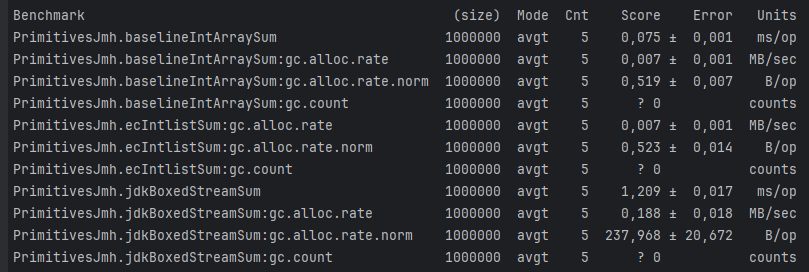 Benchmark (size) Mode Cnt Score Error Units
PrimitivesJmh.baselineIntArraySum 1000000 avgt 5 0,075 ± 0,001 ms/op
PrimitivesJmh.baselineIntArraySum:gc.alloc.rate 1000000 avgt 5 0,007 ± 0,001 MB/sec
PrimitivesJmh.baselineIntArraySum:gc.alloc.rate.norm 1000000 avgt 5 0,519 ± 0,007 B/op
PrimitivesJmh.baselineIntArraySum:gc.count 1000000 avgt 5 ? 0 counts
PrimitivesJmh.ecIntlistSum:gc.alloc.rate 1000000 avgt 5 0,007 ± 0,001 MB/sec
PrimitivesJmh.ecIntlistSum:gc.alloc.rate.norm 1000000 avgt 5 0,523 ± 0,014 B/op
PrimitivesJmh.ecIntlistSum:gc.count 1000000 avgt 5 ? 0 counts
PrimitivesJmh.jdkBoxedStreamSum 1000000 avgt 5 1,209 ± 0,017 ms/op
PrimitivesJmh.jdkBoxedStreamSum:gc.alloc.rate 1000000 avgt 5 0,188 ± 0,018 MB/sec
PrimitivesJmh.jdkBoxedStreamSum:gc.alloc.rate.norm 1000000 avgt 5 237,968 ± 20,672 B/op
PrimitivesJmh.jdkBoxedStreamSum:gc.count 1000000 avgt 5 ? 0 counts